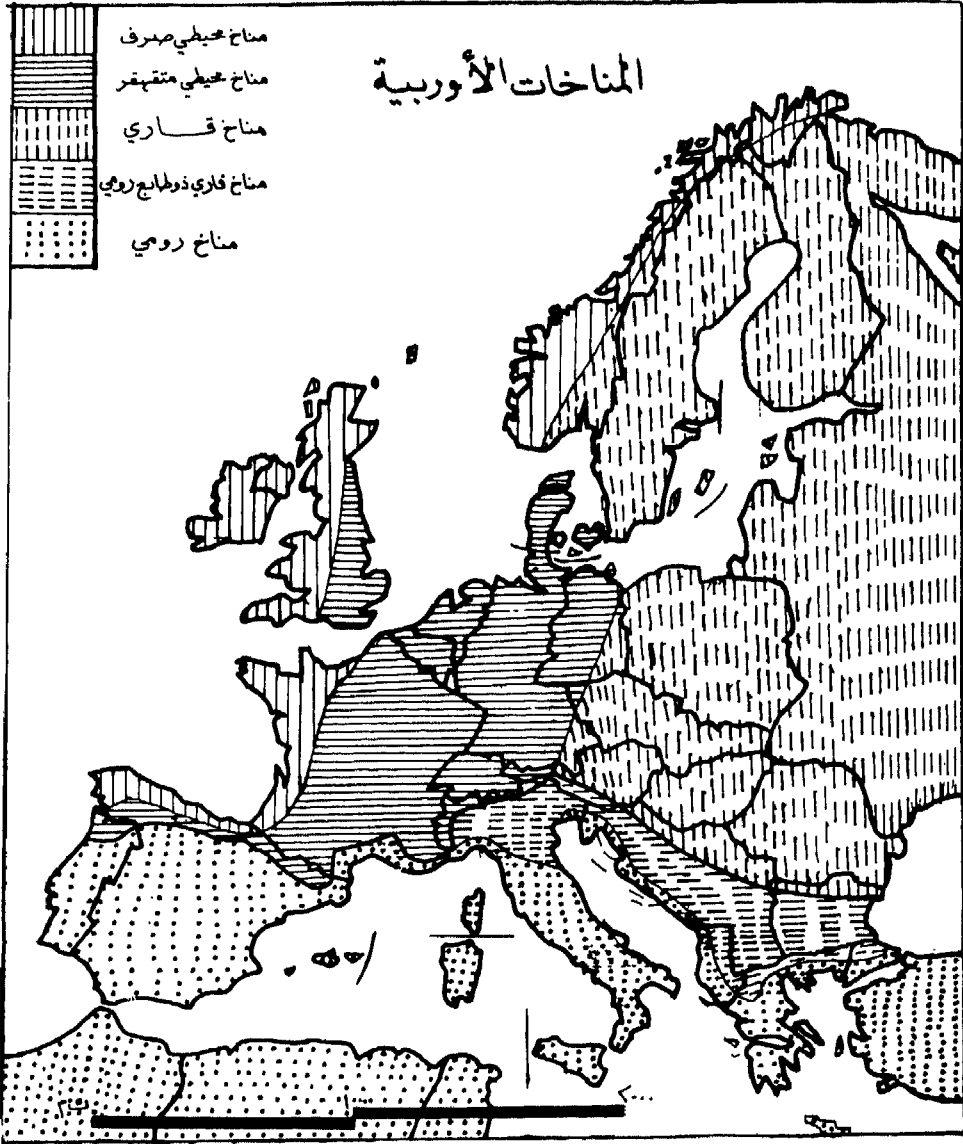 المناخات الأوربية
مناخ محيطي صرف
مناخ محيطي متقهقر
مناخ قاري
مناخ قاري ذو طابع رومي
مناخ رومي